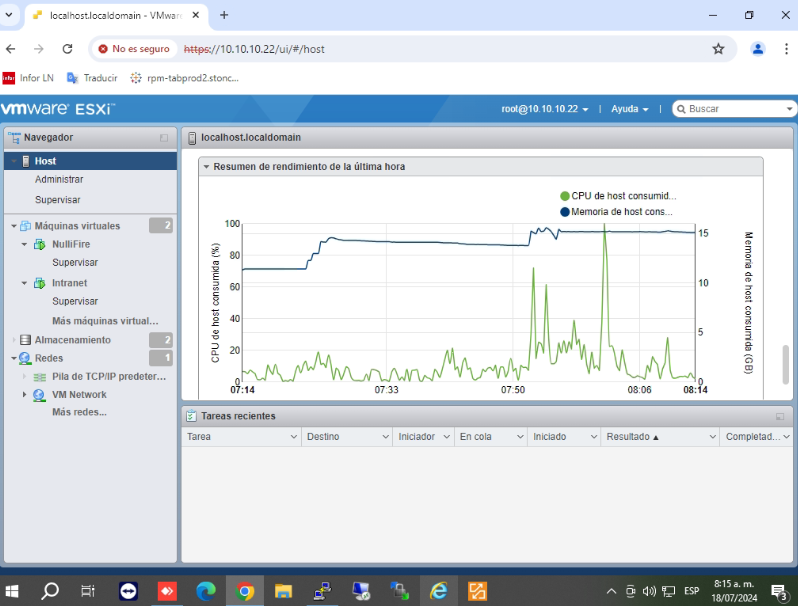 localhost.localdomain - VMwar
No es seguro
https://10.10.10.22/ui/#/host
infor
Infor LN
Traducir
rpm-tabprod2.stonc...
vmware® ESXi™
root@10.10.10.22
|
Ayuda
|
Buscar
Navegador
localhost.localdomain
Host
Administrar
Supervisar
Máquinas virtuales
2
NulliFire
Supervisar
Intranet
Supervisar
Más máquinas virtual...
Almacenamiento
2
Redes
1
Pila de TCP/IP predeter...
VM Network
Más redes...
Resumen de rendimiento de la última hora
CPU de host consumid...
Memoria de host cons...
CPU de host consumida (%)
100
80
60
40
20
0
15
10
5
0
Memoria de host consumida (GB)
07:14
07:33
07:50
08:06
08:14
Tareas recientes
Tarea
Destino
Iniciador
En cola
Iniciado
Resultado ▲
Completad...
ESP
8:15 a. m.
18/07/2024
3